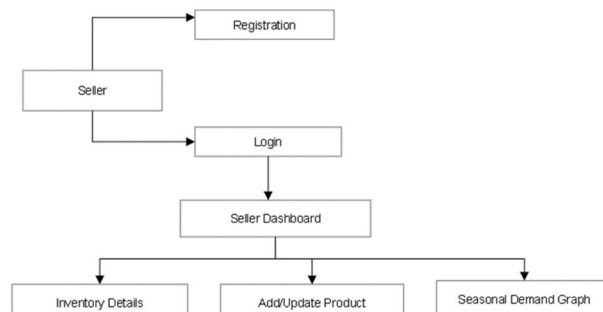 Registration
Seller
Login
Seller Dashboard
Inventory Details
Add/Update Product
Seasonal Demand Graph